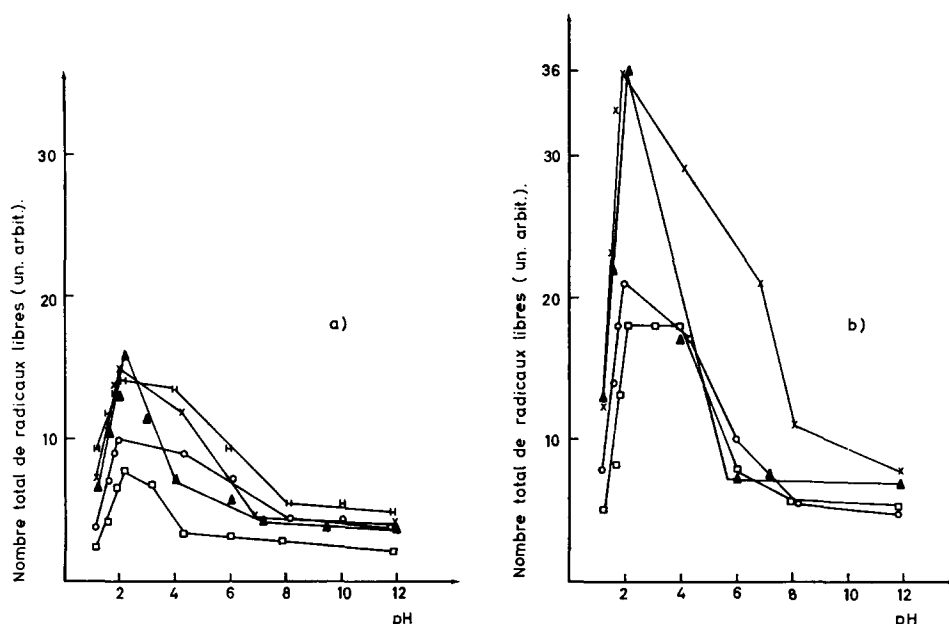 Nombre total de radicaux libres (un. arbit.).
30
20
10
a)
2 4 6 8 10 12
pH
Nombre total de radicaux libres (un. arbit.).
36
30
20
10
b)
2 4 6 8 10 12
pH